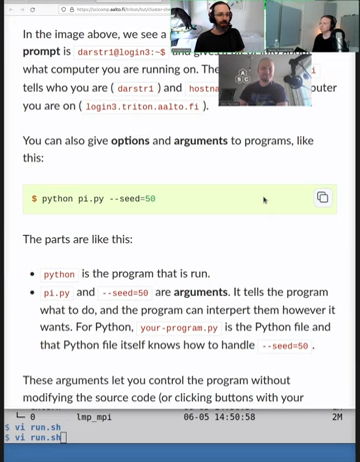 In the image above, we see a
prompt is darstr1@login3:~$
what computer you are running on. The
tells who you are ( darstr1 ) and hostna outer
you are on ( login3.triton.aalto.fi ).
You can also give options and arguments to programs, like
this:
$ python pi.py --seed=50
The parts are like this:
• python is the program that is run.
• pi.py and --seed=50 are arguments. It tells the program
what to do, and the program can interpert them however it
wants. For Python, your-program.py is the Python file and
that Python file itself knows how to handle --seed=50 .
These arguments let you control the program without
modifying the source code (or clicking buttons with your
└─ 0 lmp_mpi 06-05 14:50:58 2M
$ vi run.sh
$ vi run.sh